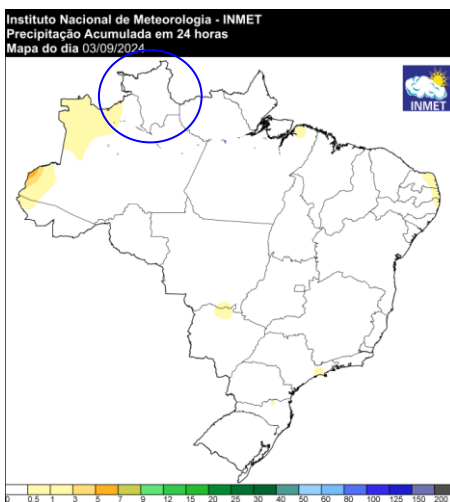 Instituto Nacional de Meteorologia - INMET
Precipitação Acumulada em 24 horas
Mapa do dia 03/09/2024
INMET
0 0.5 1 3 5 7 9 12 15 20 25 30 40 50 60 80 100 125 150 200